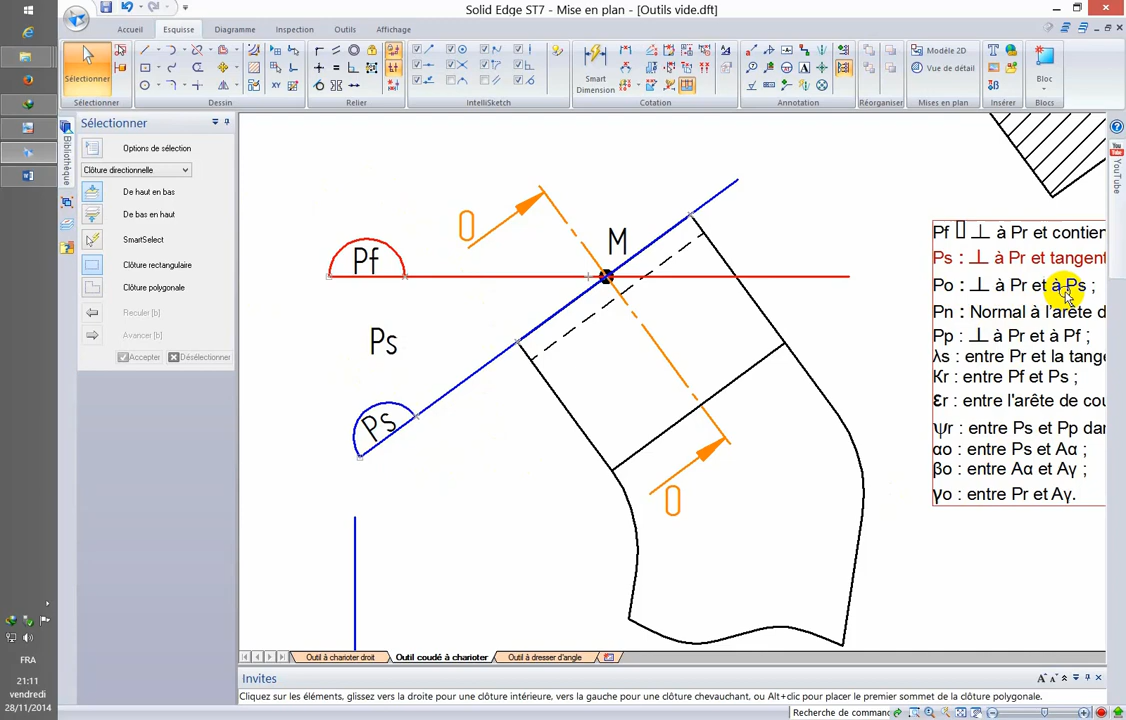 Solid Edge ST7 - Mise en plan - [Outils vide.dft]
Accueil
Esquisse
Diagramme
Inspection
Outils
Affichage
Sélectionner
Smart
Dimension
Modèle 2D
Vue de détail
Bloc
Sélectionner
Dessin
Relier
IntelliSketch
Cotation
Annotation
Réorganiser
Mises en plan
Insérer
Blocs
Sélectionner
Bibliothèque
Options de sélection
Clôture directionnelle
De haut en bas
De bas en haut
SmartSelect
Clôture rectangulaire
Clôture polygonale
Reculer [b]
Avancer [b]
Accepter
Désélectionner
YouTube
O
M
Pf
Ps
Ps
O
Pf ▯ ⊥ à Pr et contien
Ps : ⊥ à Pr et tangent
Po : ⊥ à Pr et à Ps ;
Pn : Normal à l'arête d
Pp : ⊥ à Pr et à Pf ;
λs : entre Pr et la tange
Kr : entre Pf et Ps ;
εr : entre l'arête de cou
ψr : entre Ps et Pp dan
αo : entre Ps et Aα ;
βo : entre Aα et Aγ ;
γo : entre Pr et Aγ.
Outil à charioter droit
Outil coudé à charioter
Outil à dresser d'angle
Invites
Cliquez sur les éléments, glissez vers la droite pour une clôture intérieure, vers la gauche pour une clôture chevauchant, ou Alt+clic pour placer le premier sommet de la clôture polygonale.
Recherche de commanc
FRA
21:11
vendredi
28/11/2014